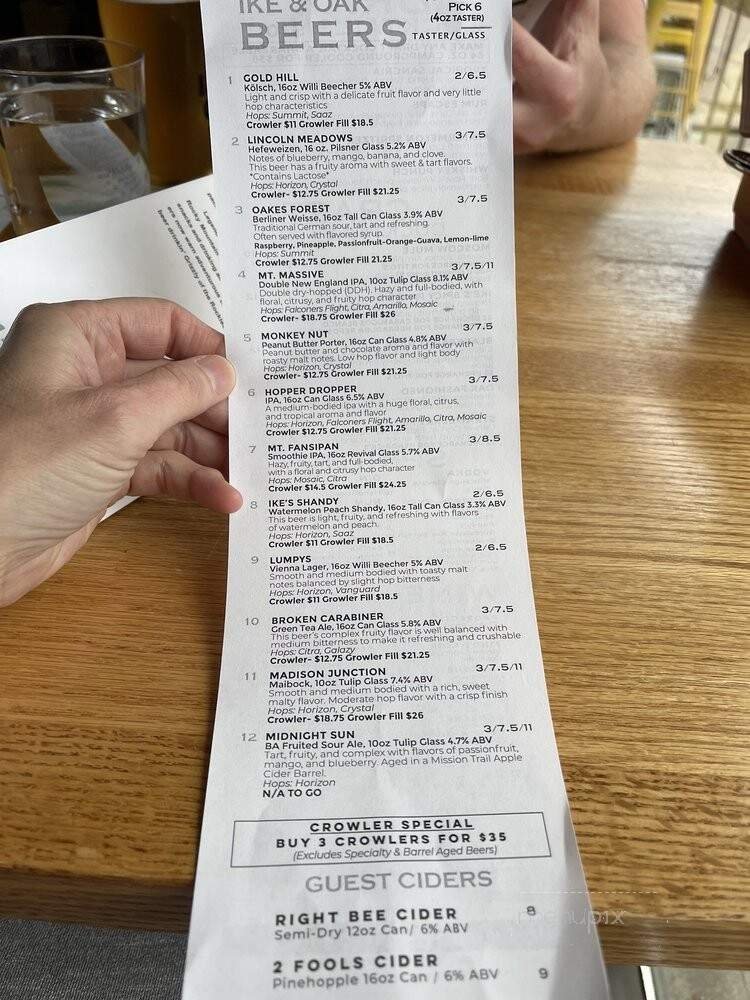 IKE & OAK
BEERS
PICK 6
(4OZ TASTER)
TASTER/GLASS
1 GOLD HILL 2/6.5
Kölsch, 16oz Willi Beecher 5% ABV
Light and crisp with a delicate fruit flavor and very little
hop characteristics
Hops: Summit, Saaz
Crowler $11 Growler Fill $18.5
2 LINCOLN MEADOWS 3/7.5
Hefeweizen, 16 oz. Pilsner Glass 5.2% ABV
Notes of blueberry, mango, banana, and clove.
This beer has a fruity aroma with sweet & tart flavors.
*Contains Lactose*
Hops: Horizon, Crystal
Crowler- $12.75 Growler Fill $21.25
3 OAKES FOREST 3/7.5
Berliner Weisse, 16oz Tall Can Glass 3.9% ABV
Traditional German sour, tart and refreshing.
Often served with flavored syrup.
Raspberry, Pineapple, Passionfruit-Orange-Guava, Lemon-lime
Hops: Summit
Crowler $12.75 Growler Fill 21.25
4 MT. MASSIVE 3/7.5/11
Double New England IPA, 10oz Tulip Glass 8.1% ABV
Double dry-hopped (DDH). Hazy and full-bodied, with
floral, citrusy, and fruity hop character
Hops: Falconers Flight, Citra, Amarillo, Mosaic
Crowler- $18.75 Growler Fill $26
5 MONKEY NUT 3/7.5
Peanut Butter Porter, 16oz Can Glass 4.8% ABV
Peanut butter and chocolate aroma and flavor with
roasty malt notes. Low hop flavor and light body
Hops: Horizon, Crystal
Crowler- $12.75 Growler Fill $21.25
6 HOPPER DROPPER 3/7.5
IPA, 16oz Can Glass 6.5% ABV
A medium-bodied ipa with a huge floral, citrus,
and tropical aroma and flavor
Hops: Horizon, Falconers Flight, Amarillo, Citra, Mosaic
Crowler $12.75 Growler Fill $21.25
7 MT. FANSIPAN 3/8.5
Smoothie IPA, 16oz Revival Glass 5.7% ABV
Hazy, fruity, tart, and full-bodied,
with a floral and citrusy hop character
Hops: Mosaic, Citra
Crowler $14.5 Growler Fill $24.25
8 IKE'S SHANDY 2/6.5
Watermelon Peach Shandy, 16oz Tall Can Glass 3.3% ABV
This beer is light, fruity, and refreshing with flavors
of watermelon and peach.
Hops: Horizon, Saaz
Crowler $11 Growler Fill $18.5
9 LUMPYS 2/6.5
Vienna Lager, 16oz Willi Beecher 5% ABV
Smooth and medium bodied with toasty malt
notes balanced by slight hop bitterness
Hops: Horizon, Vanguard
Crowler $11 Growler Fill $18.5
10 BROKEN CARABINER 3/7.5
Green Tea Ale, 16oz Can Glass 5.8% ABV
This beer's complex fruity flavor is well balanced with
medium bitterness to make it refreshing and crushable
Hops: Citra, Galazy
Crowler- $12.75 Growler Fill $21.25
11 MADISON JUNCTION 3/7.5/11
Maibock, 10oz Tulip Glass 7.4% ABV
Smooth and medium bodied with a rich, sweet
malty flavor. Moderate hop flavor with a crisp finish
Hops: Horizon, Crystal
Crowler- $18.75 Growler Fill $26
12 MIDNIGHT SUN 3/7.5/11
BA Fruited Sour Ale, 10oz Tulip Glass 4.7% ABV
Tart, fruity, and complex with flavors of passionfruit,
mango, and blueberry. Aged in a Mission Trail Apple
Cider Barrel.
Hops: Horizon
N/A TO GO
CROWLER SPECIAL
BUY 3 CROWLERS FOR $35
(Excludes Specialty & Barrel Aged Beers)
GUEST CIDERS
RIGHT BEE CIDER 8
Semi-Dry 12oz Can/ 6% ABV
2 FOOLS CIDER 9
Pinehopple 16oz Can / 6% ABV
menupix